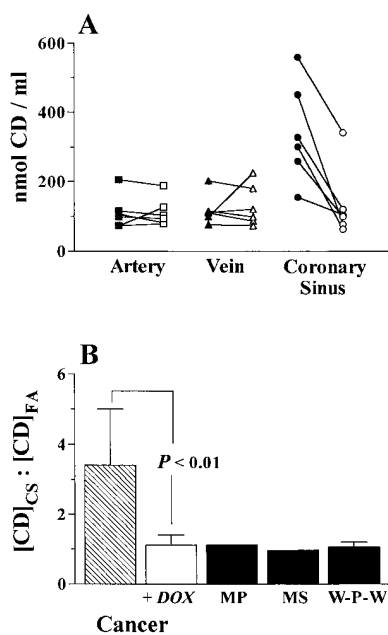 A
600
400
200
0
nmol CD / ml
Artery
Vein
Coronary
Sinus
B
6
4
2
0
[CD]CS : [CD]FA
P < 0.01
+ DOX
MP
MS
W-P-W
Cancer